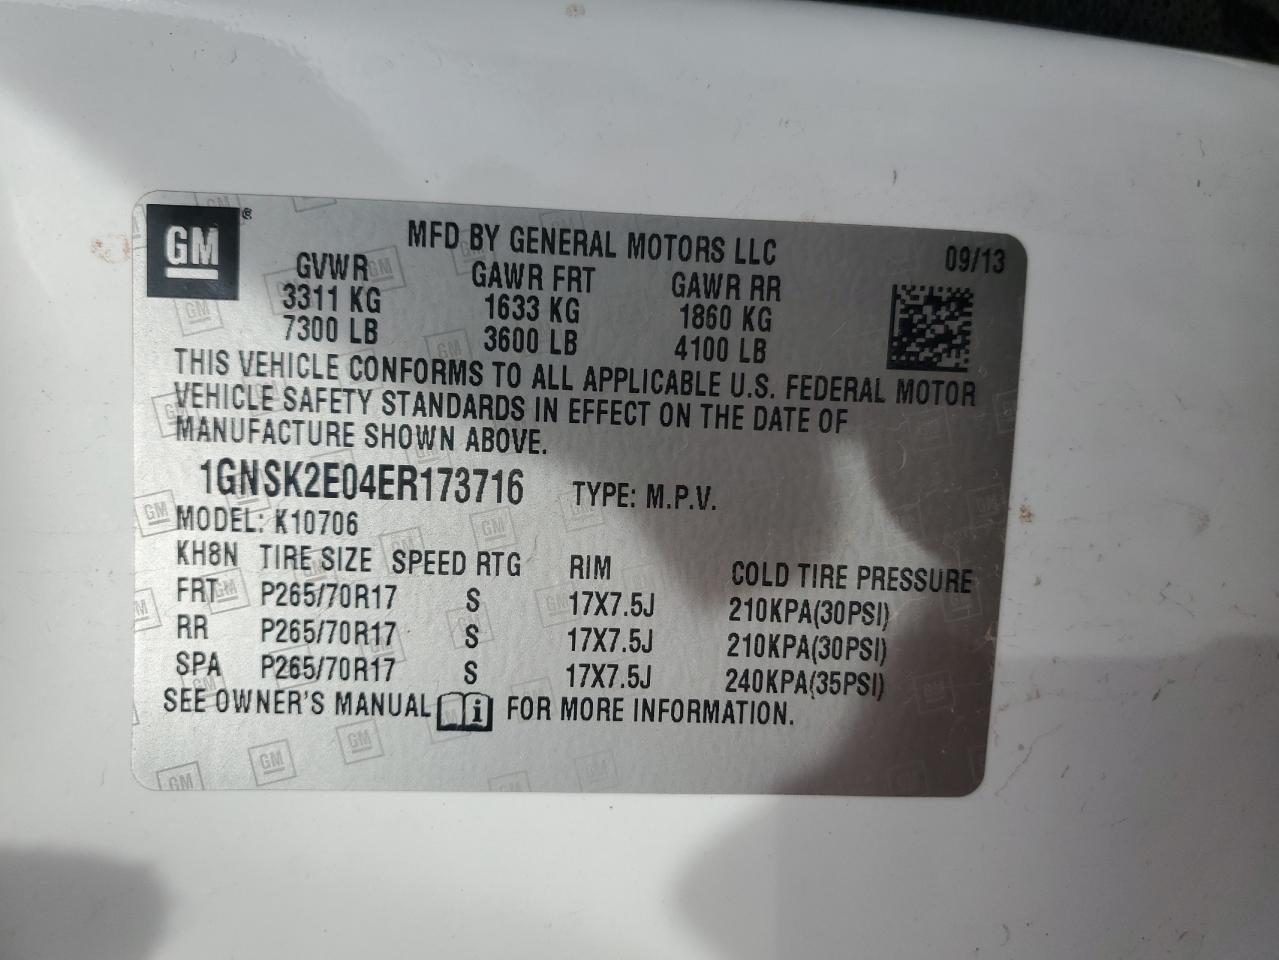 GM ®
MFD BY GENERAL MOTORS LLC 09/13
GVWR GAWR FRT GAWR RR
3311 KG 1633 KG 1860 KG
7300 LB 3600 LB 4100 LB
THIS VEHICLE CONFORMS TO ALL APPLICABLE U.S. FEDERAL MOTOR
VEHICLE SAFETY STANDARDS IN EFFECT ON THE DATE OF
MANUFACTURE SHOWN ABOVE.
1GNSK2E04ER173716 TYPE: M.P.V.
MODEL: K10706
KH8N TIRE SIZE SPEED RTG RIM COLD TIRE PRESSURE
FRT P265/70R17 S 17X7.5J 210KPA(30PSI)
RR P265/70R17 S 17X7.5J 210KPA(30PSI)
SPA P265/70R17 S 17X7.5J 240KPA(35PSI)
SEE OWNER'S MANUAL i FOR MORE INFORMATION.